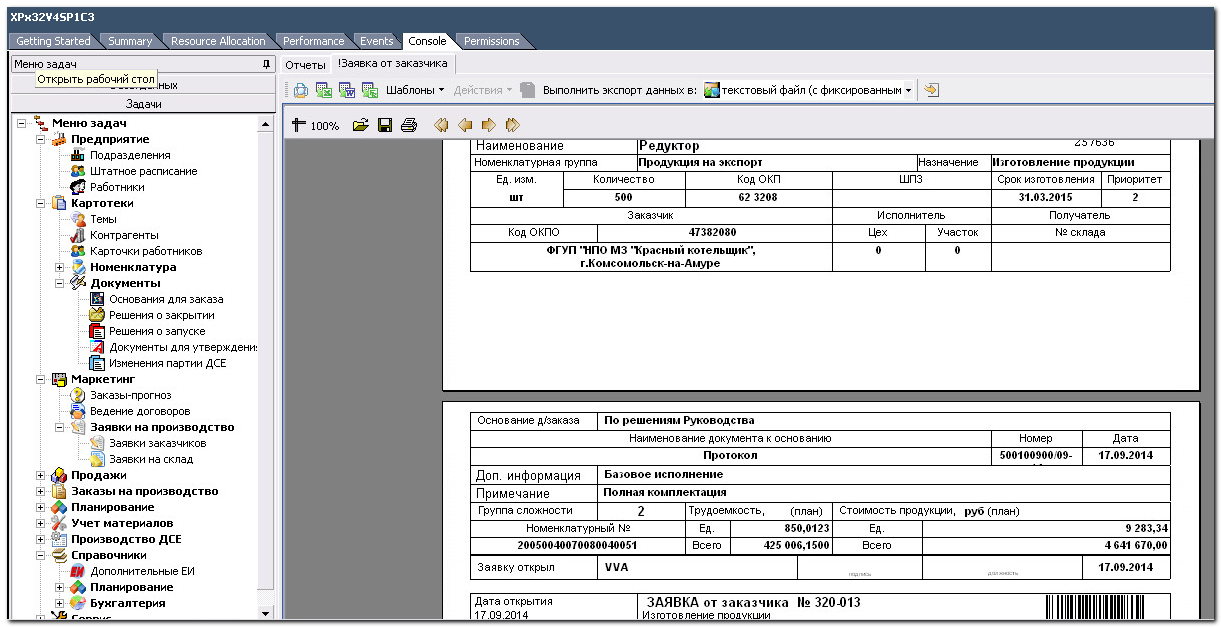 XPx32V4SP1C3
Getting Started Summary Resource Allocation Performance Events Console Permissions
Меню задач
Открыть рабочий стол
Задачи
Меню задач
Предприятие
Подразделения
Штатное расписание
Работники
Картотеки
Темы
Контрагенты
Карточки работников
Номенклатура
Документы
Основания для заказа
Решения о закрытии
Решения о запуске
Документы для утверждени
Изменения партии ДСЕ
Маркетинг
Заказы-прогноз
Ведение договоров
Заявки на производство
Заявки заказчиков
Заявки на склад
Продажи
Заказы на производство
Планирование
Учет материалов
Производство ДСЕ
Справочники
Дополнительные ЕИ
Планирование
Бухгалтерия
Сервис
Отчеты !Заявка от заказчика
Шаблоны Действия Выполнить экспорт данных в: текстовый файл (с фиксированным
100%
Наименование Редуктор 257636
Номенклатурная группа Продукция на экспорт Назначение Изготовление продукции
Ед. изм. Количество Код ОКП ШПЗ Срок изготовления Приоритет
шт 500 62 3208 31.03.2015 2
Заказчик Исполнитель Получатель
Код ОКПО 47382080 Цех Участок № склада
ФГУП "НПО МЗ "Красный котельщик", 0 0
г.Комсомольск-на-Амуре
Основание д/заказа По решениям Руководства
Наименование документа к основанию Номер Дата
Протокол 500100900/09- 17.09.2014
Доп. информация Базовое исполнение
Примечание Полная комплектация
Группа сложности 2 Трудоемкость, (план) Стоимость продукции, руб (план)
Номенклатурный № Ед. 850,0123 Ед. 9 283,34
20050040070080040051 Всего 425 006,1500 Всего 4 641 670,00
Заявку открыл VVA подпись должность 17.09.2014
Дата открытия ЗАЯВКА от заказчика № 320-013
17.09.2014 Изготовление продукции